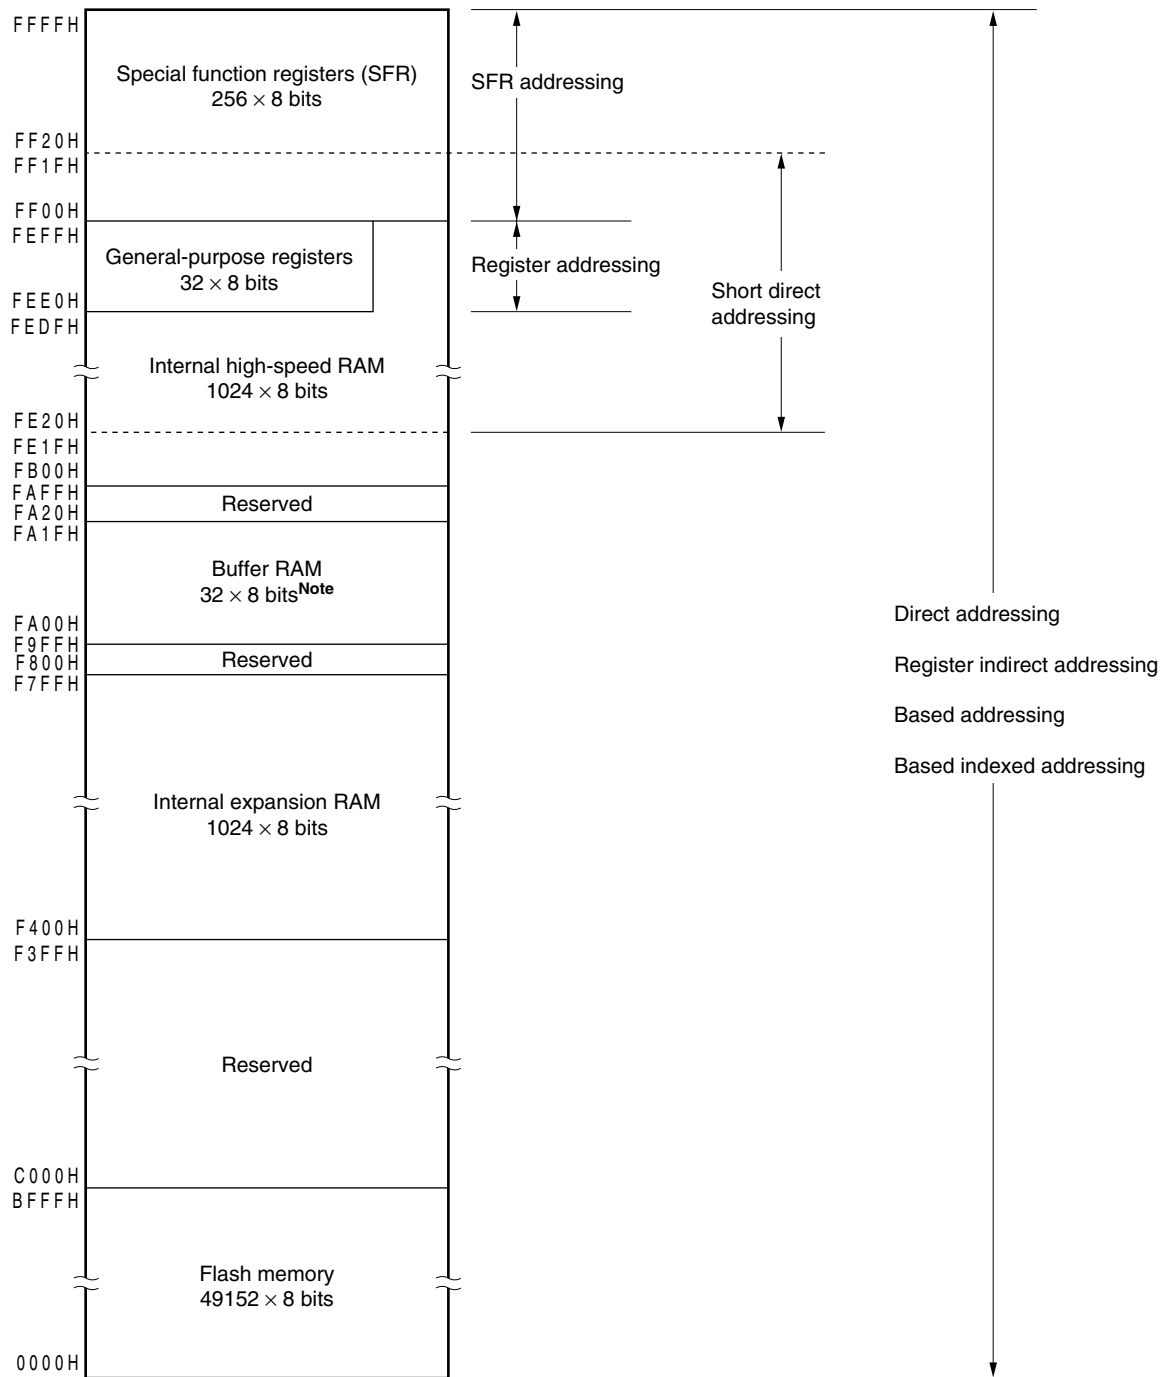 FFFFH
Special function registers (SFR)
256 × 8 bits
SFR addressing
FF20H
FF1FH
FF00H
FEFFH
General-purpose registers
32 × 8 bits
Register addressing
FEE0H
FEDFH
Short direct
addressing
Internal high-speed RAM
1024 × 8 bits
FE20H
FE1FH
FB00H
FAFFH
Reserved
FA20H
FA1FH
Buffer RAM
32 × 8 bitsNote
FA00H
F9FFH
Reserved
F800H
F7FFH
Direct addressing
Register indirect addressing
Based addressing
Based indexed addressing
Internal expansion RAM
1024 × 8 bits
F400H
F3FFH
Reserved
C000H
BFFFH
Flash memory
49152 × 8 bits
0000H